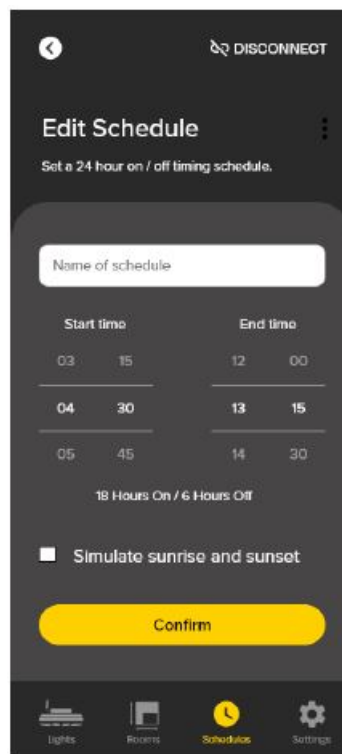 DISCONNECT
Edit Schedule
Set a 24 hour on / off timing schedule.
Name of schedule
Start time End time
03 15 12 00
04 30 13 15
05 45 14 30
18 Hours On / 6 Hours Off
Simulate sunrise and sunset
Confirm
Lights Rooms Schedules Settings